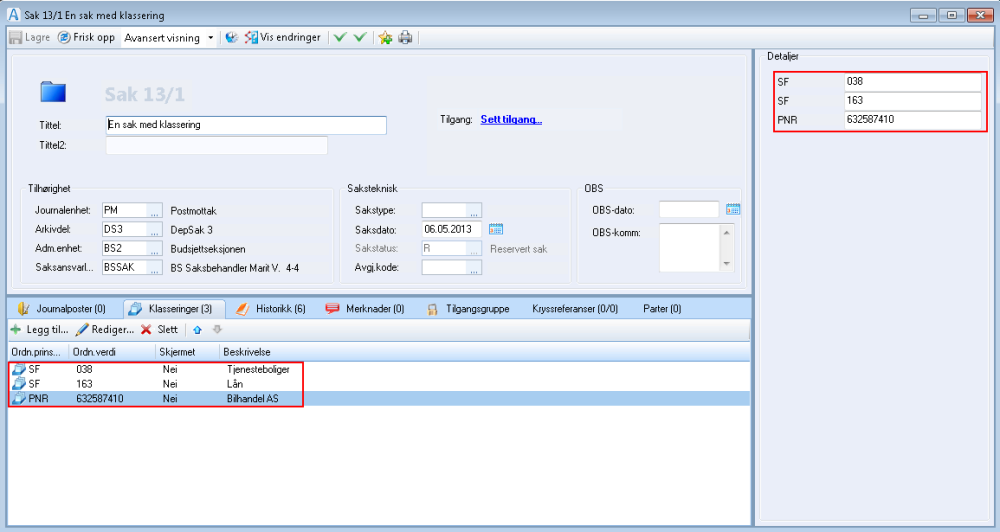 Sak 13/1 En sak med klassering
Lagre Frisk opp Avansert visning Vis endringer
Sak 13/1
Tittel: En sak med klassering
Tilgang: Sett tilgang...
Tittel2:
Tilhørighet
Journalenhet: PM ... Postmottak
Arkivdel: DS3 ... DepSak 3
Adm.enhet: BS2 ... Budsjettseksjonen
Saksansvarl... BSSAK ... BS Saksbehandler Marit V. 4-4
Saksteknisk
Sakstype: ...
Saksdato: 06.05.2013
Sakstatus: R ... Reservert sak
Avgj.kode: ...
OBS
OBS-dato:
OBS-komm:
Detaljer
SF 038
SF 163
PNR 632587410
Journalposter (0) Klasseringer (3) Historikk (6) Merknader (0) Tilgangsgruppe Kryssreferanser (0/0) Parter (0)
Legg til... Rediger... Slett
Ordn.prins... Ordn.verdi Skjermet Beskrivelse
SF 038 Nei Tjenesteboliger
SF 163 Nei Lån
PNR 632587410 Nei Bilhandel AS